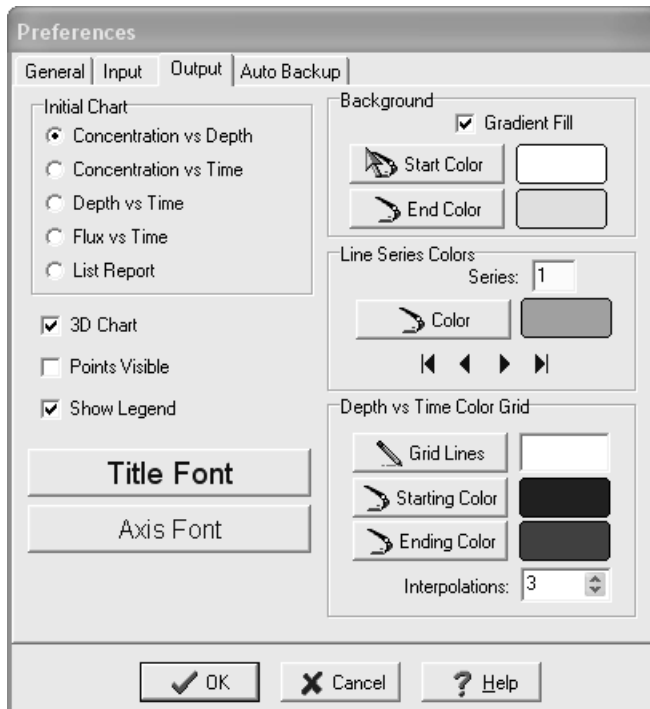 Preferences
General
Input
Output
Auto Backup
Initial Chart
Concentration vs Depth
Concentration vs Time
Depth vs Time
Flux vs Time
List Report
3D Chart
Points Visible
Show Legend
Title Font
Axis Font
Background
Gradient Fill
Start Color
End Color
Line Series Colors
Series: 1
Color
Depth vs Time Color Grid
Grid Lines
Starting Color
Ending Color
Interpolations: 3
OK
Cancel
Help